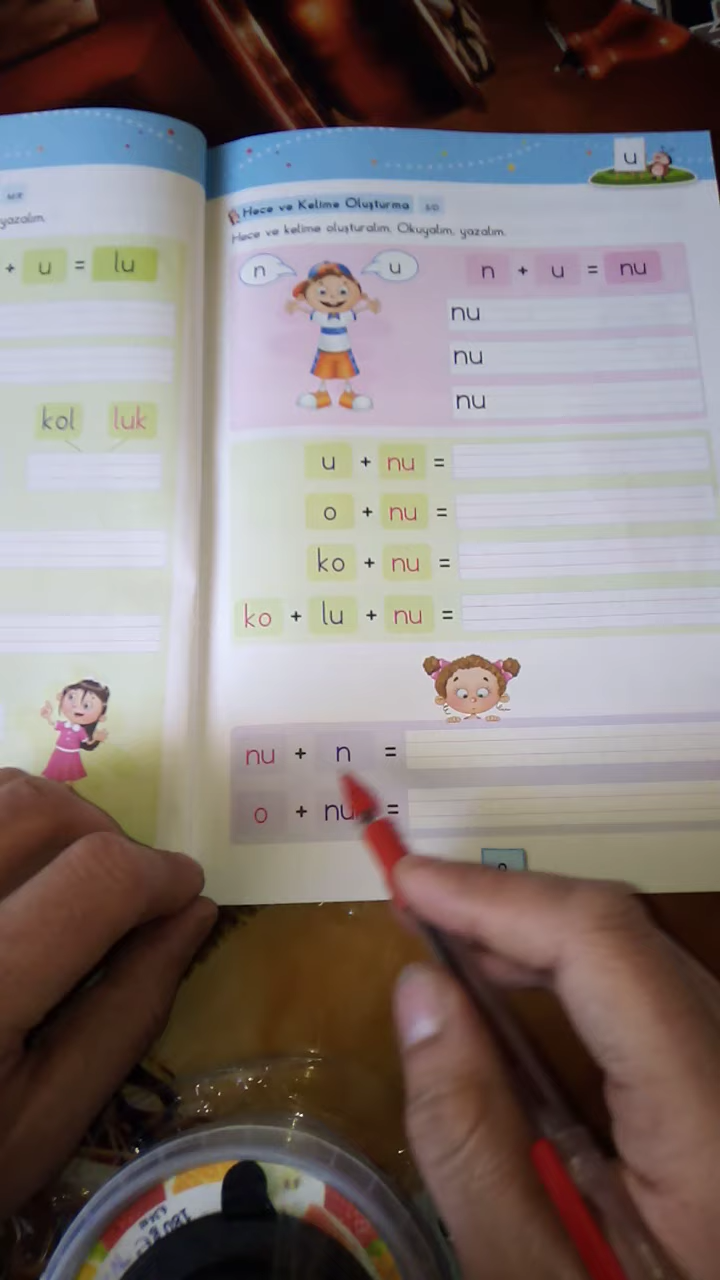 yazalım.
+ u = lu
kol luk
u
Hece ve Kelime Oluşturma
Hece ve kelime oluşturalım. Okuyalım, yazalım.
n u n + u = nu
nu
nu
nu
u + nu =
o + nu =
ko + nu =
ko + lu + nu =
nu + n =
o + nu =